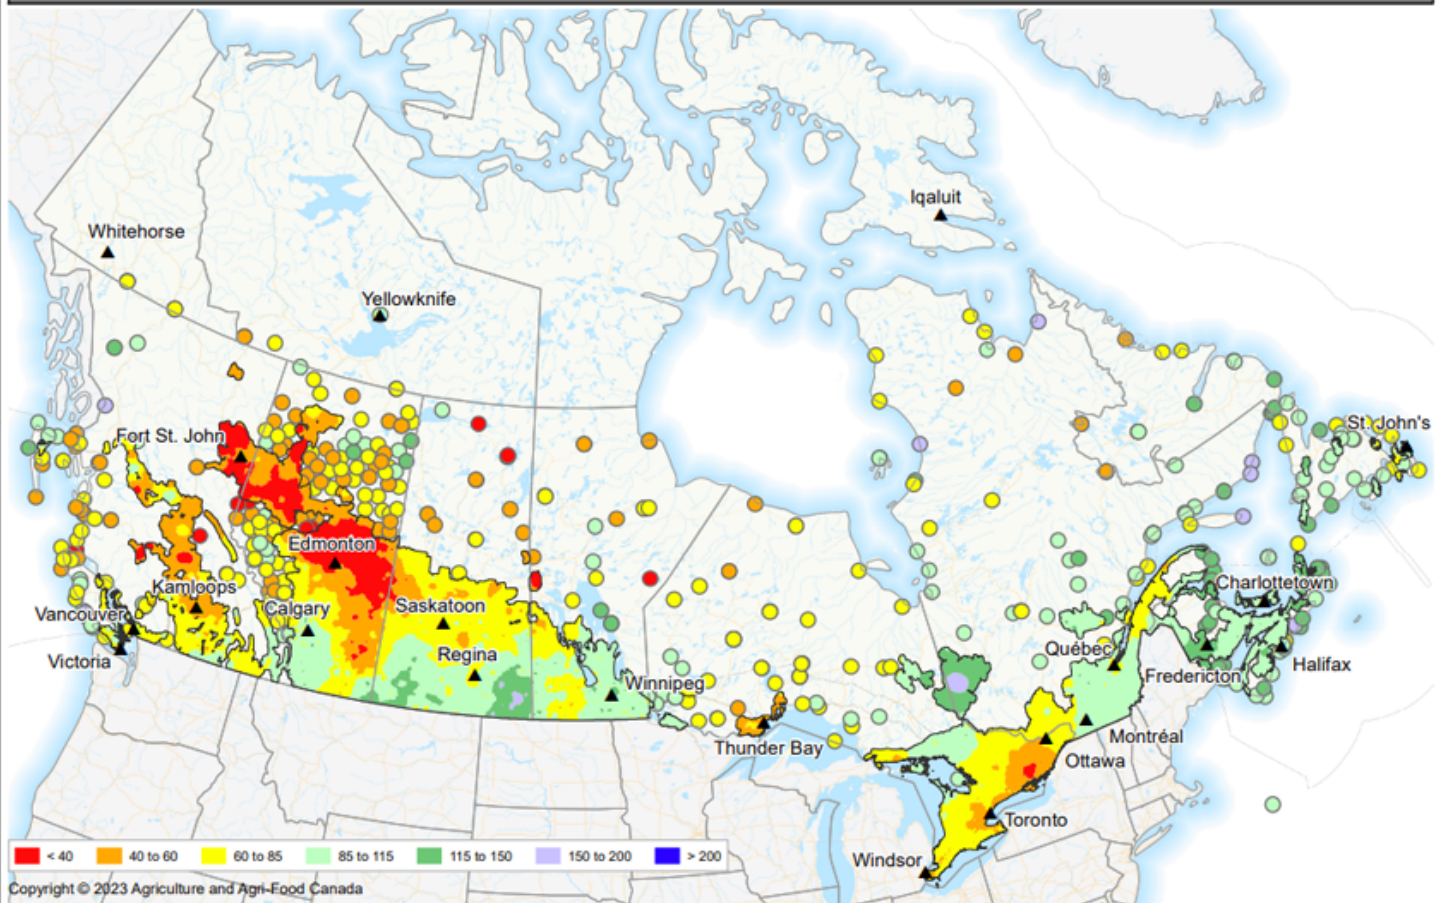 Iqaluit
Whitehorse
Yellowknife
St. John's
Fort St. John
Edmonton
Charlottetown
Kamloops
Saskatoon
Calgary
Vancouver
Québec
Regina
Victoria
Halifax
Fredericton
Winnipeg
Montréal
Thunder Bay
Ottawa
Toronto
Windsor
< 40 40 to 60 60 to 85 85 to 115 115 to 150 150 to 200 > 200
Copyright © 2023 Agriculture and Agri-Food Canada